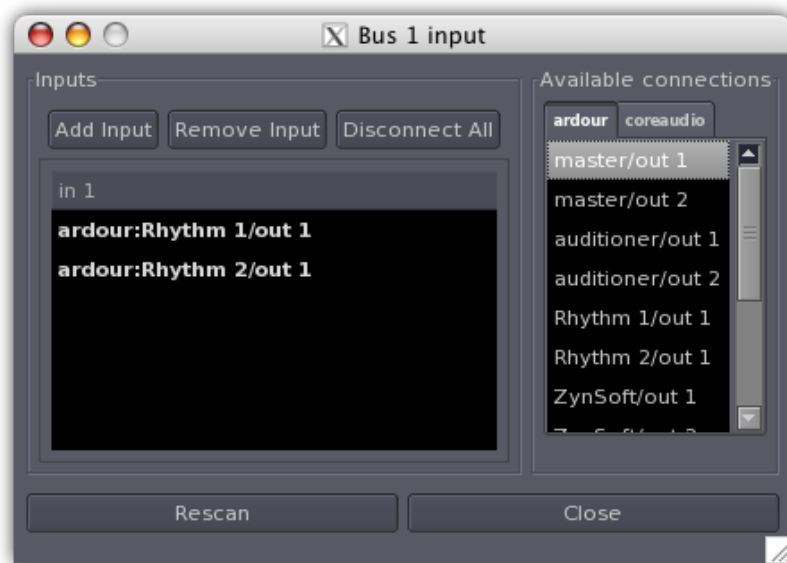 Bus 1 input
Inputs
Add Input Remove Input Disconnect All
in 1
ardour:Rhythm 1/out 1
ardour:Rhythm 2/out 1
Available connections
ardour coreaudio
master/out 1
master/out 2
auditioner/out 1
auditioner/out 2
Rhythm 1/out 1
Rhythm 2/out 1
ZynSoft/out 1
Rescan Close